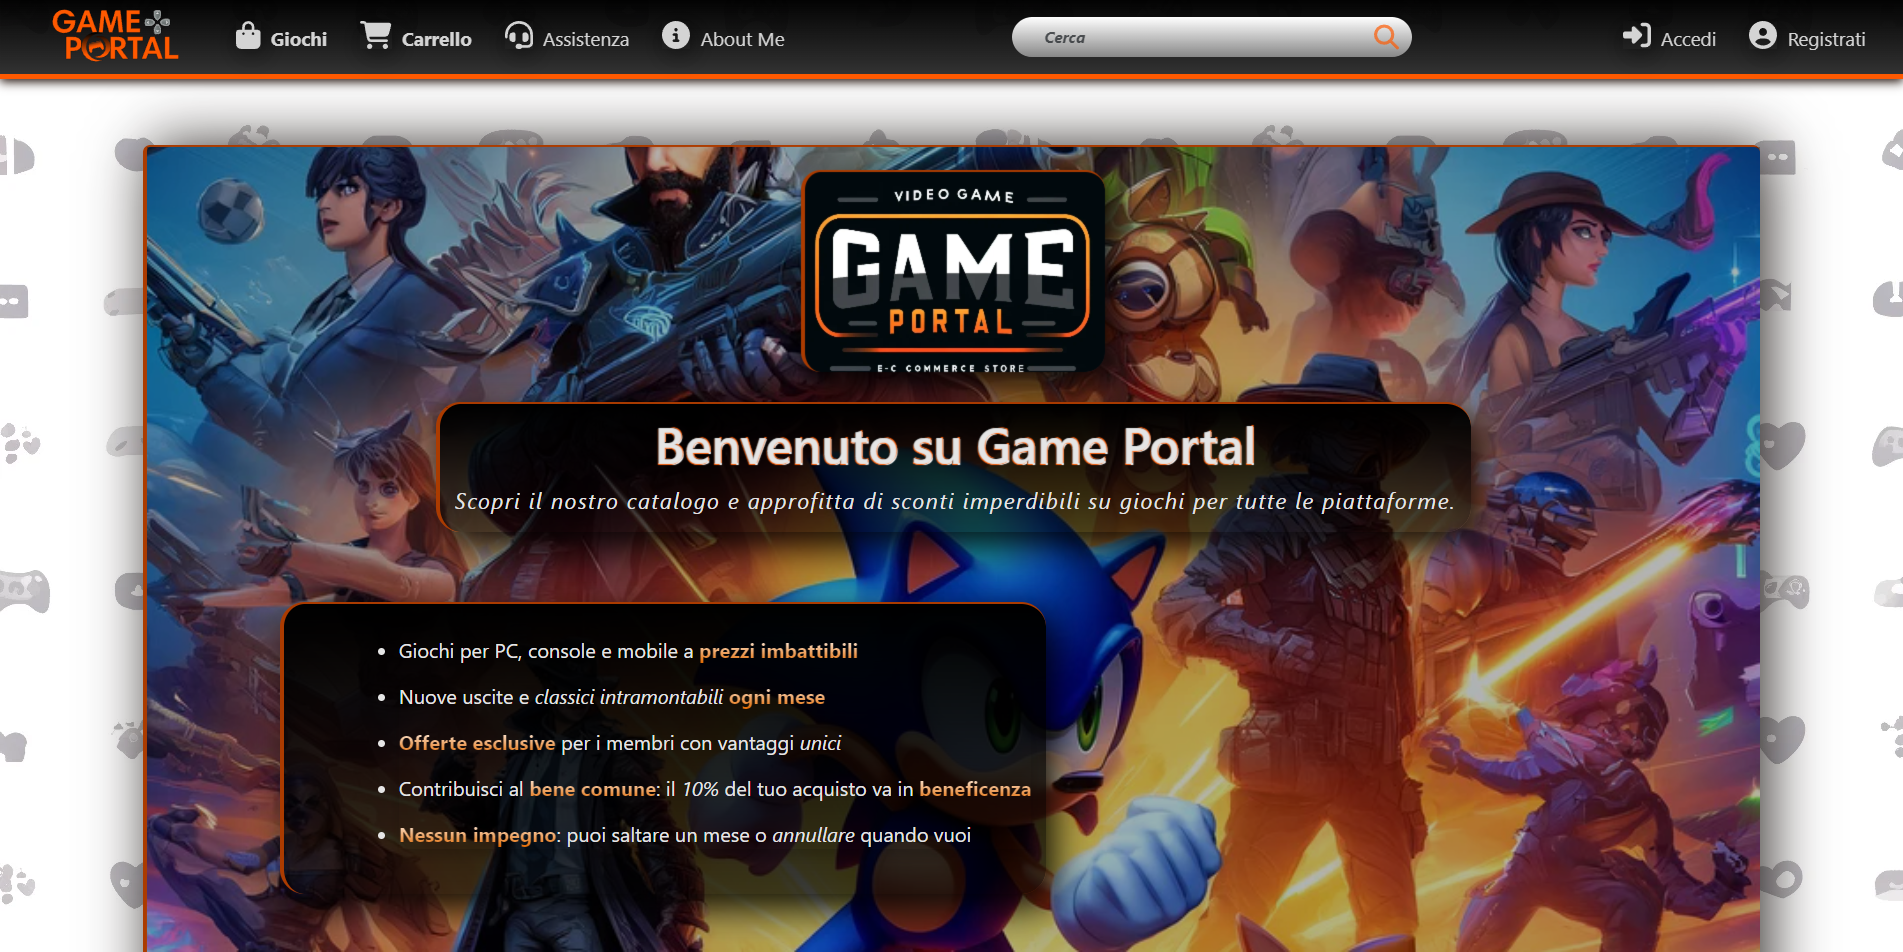 GAME
PORTAL
Giochi
Carrello
Assistenza
About Me
Cerca
Accedi
Registrati
VIDEO GAME
GAME
PORTAL
E-C COMMERCE STORE
Benvenuto su Game Portal
Scopri il nostro catalogo e approfitta di sconti imperdibili su giochi per tutte le piattaforme.
• Giochi per PC, console e mobile a prezzi imbattibili
• Nuove uscite e classici intramontabili ogni mese
• Offerte esclusive per i membri con vantaggi unici
• Contribuisci al bene comune: il 10% del tuo acquisto va in beneficenza
• Nessun impegno: puoi saltare un mese o annullare quando vuoi